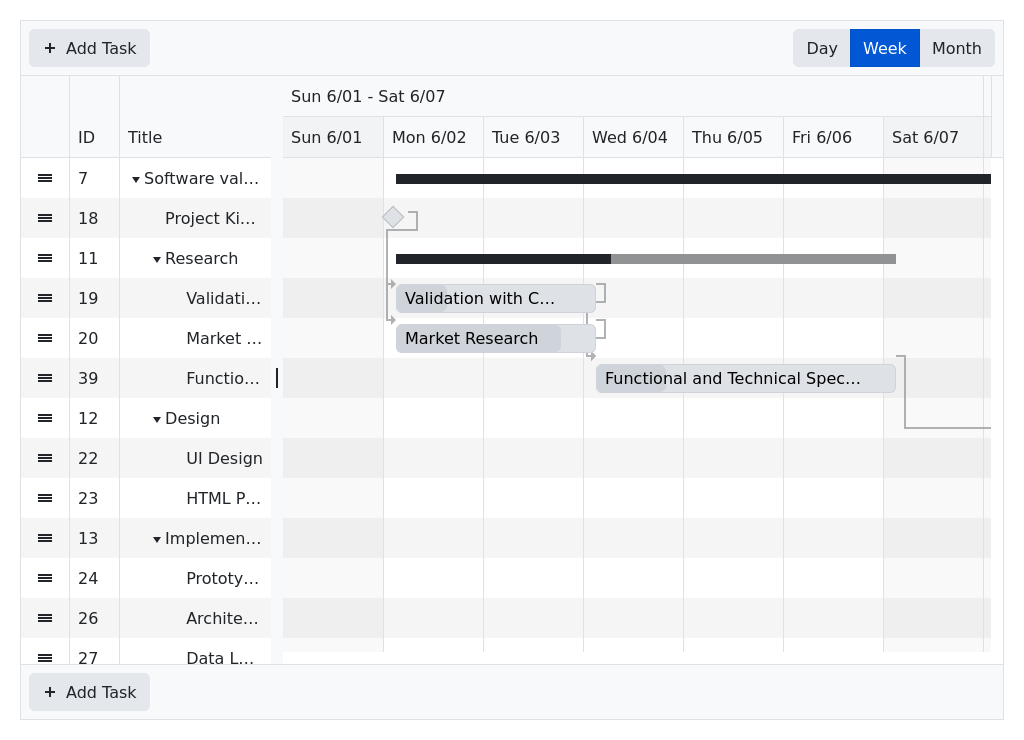 + Add Task
Day Week Month
Sun 6/01 - Sat 6/07
ID Title Sun 6/01 Mon 6/02 Tue 6/03 Wed 6/04 Thu 6/05 Fri 6/06 Sat 6/07
7 Software val…
18 Project Ki…
11 Research
19 Validati… Validation with C…
20 Market … Market Research
39 Functio… Functional and Technical Spec…
12 Design
22 UI Design
23 HTML P…
13 Implemen…
24 Prototy…
26 Archite…
27 Data L…
+ Add Task